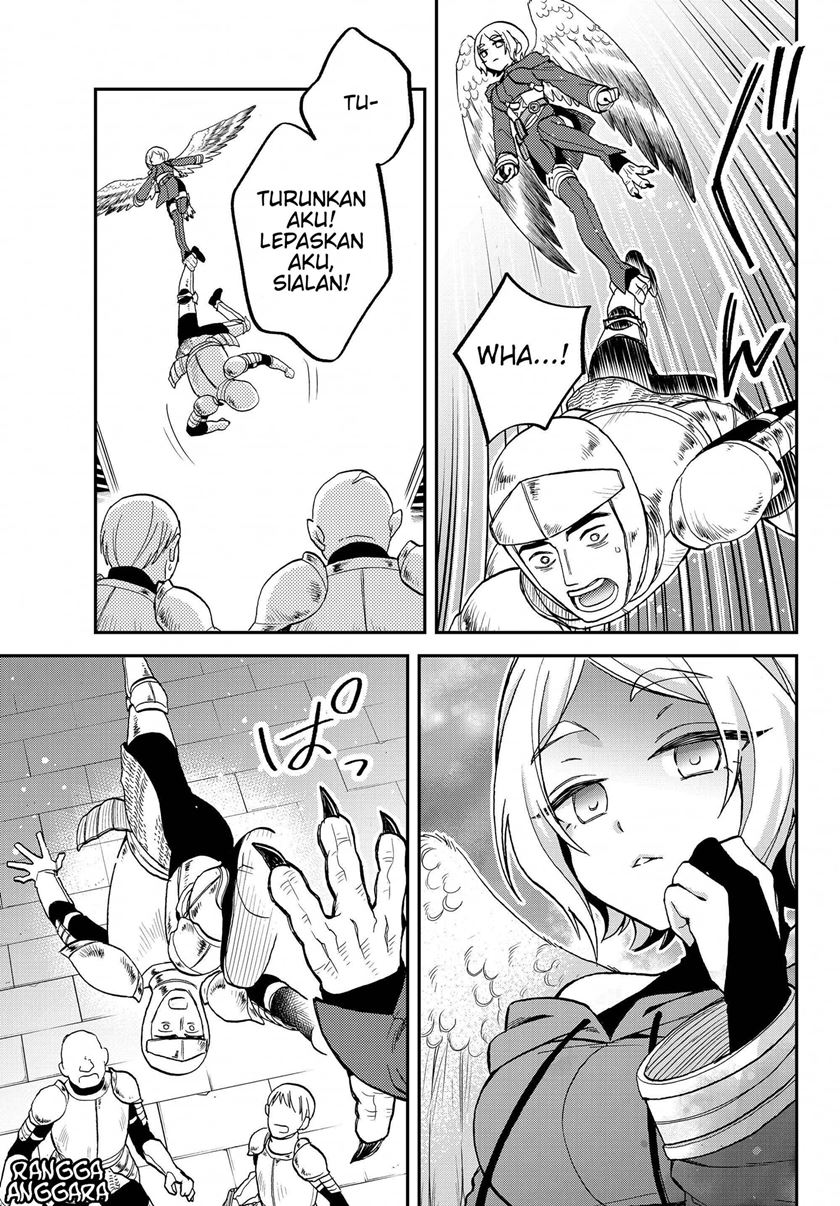 WHA...!
TU-
TURUNKAN
AKU!
LEPASKAN
AKU,
SIALAN!
ぱっ
RANGGA
ANGGARA